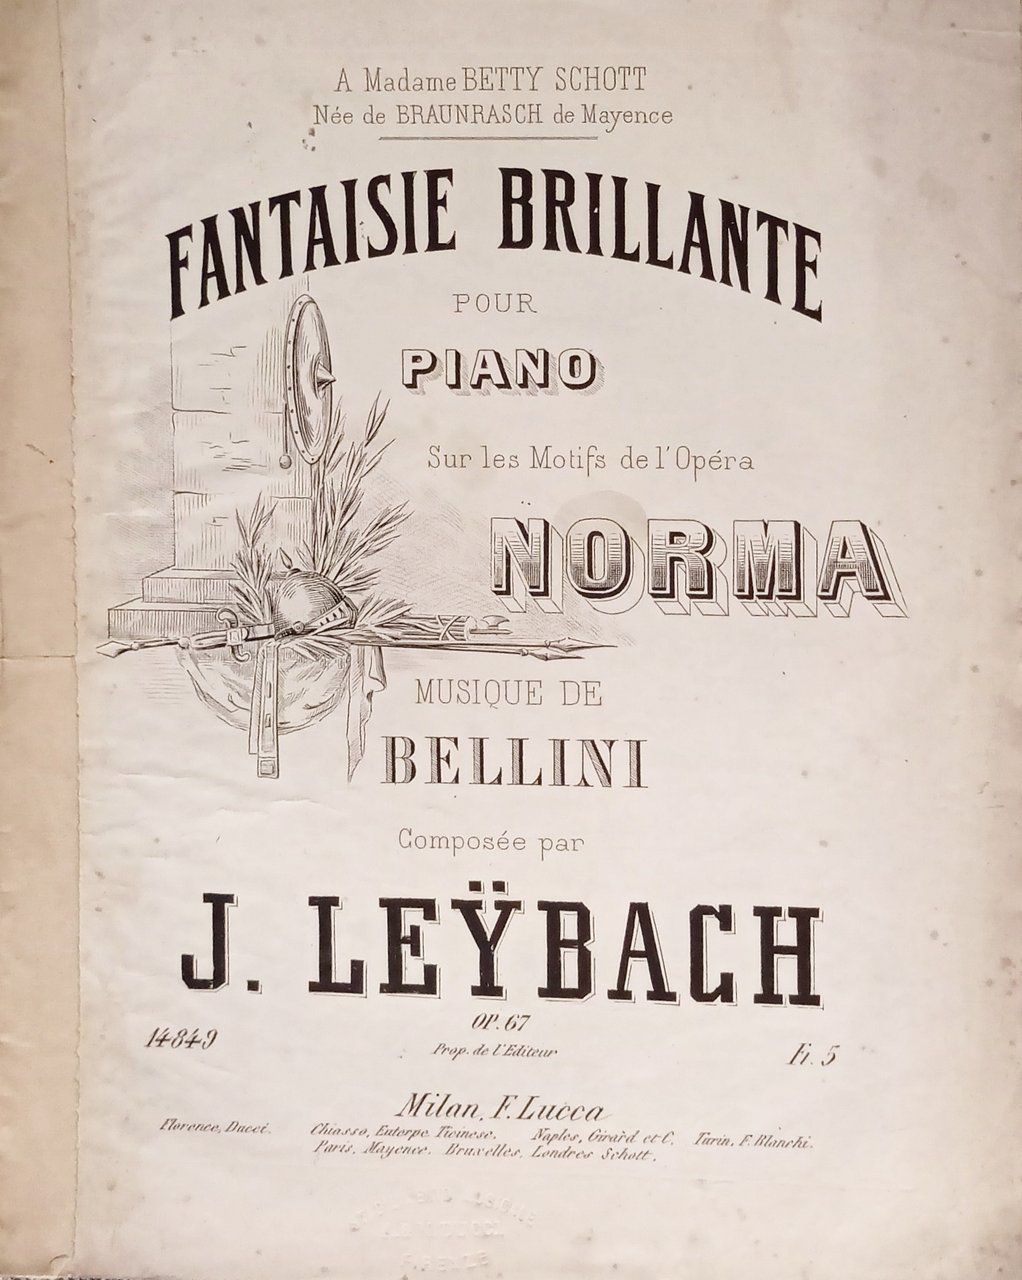 A Madame BETTY SCHOTT
Née de BRAUNRASCH de Mayence
FANTAISIE BRILLANTE
POUR
PIANO
Sur les Motifs de l'Opéra
NORMA
MUSIQUE DE
BELLINI
Composée par
J. LEŸBACH
OP. 67
14849
Prop. de l'Editeur
Fr. 5
Milan, F. Lucca
Florence, Ducci.
Chiasso, Euterpe Ticinese. Naples, Girard et C. Turin, F. Blanchi.
Paris, Mayence. Bruxelles, Londres Schott.